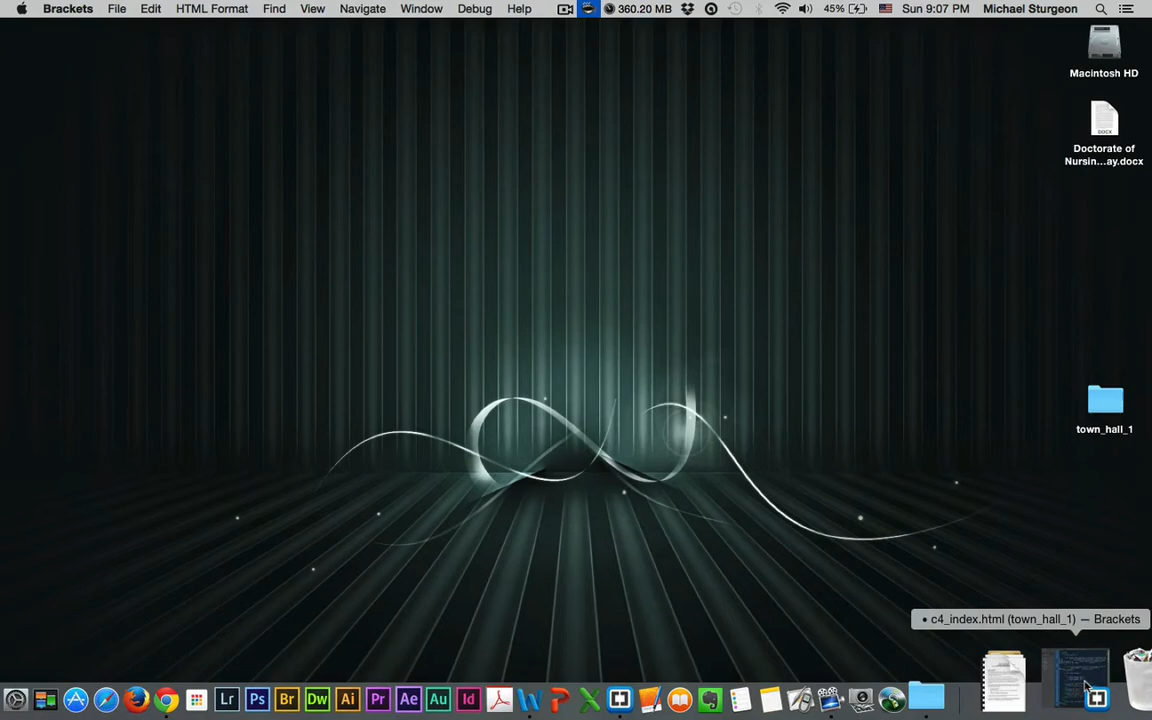 Brackets File Edit HTML Format Find View Navigate Window Debug Help 360.20 MB 45% Sun 9:07 PM Michael Sturgeon
Macintosh HD
DOCX
Doctorate of
Nursin...ay.docx
town_hall_1
• c4_index.html (town_hall_1) — Brackets
Lr Ps Br Dw Ai Pr Ae Au Id W P X